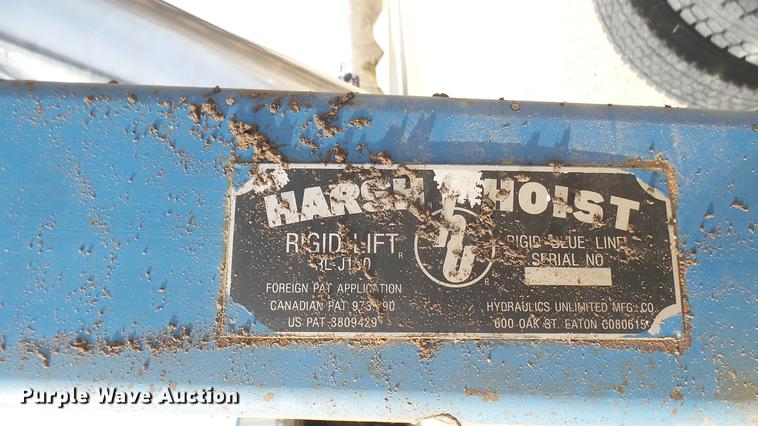 HARSH HOIST
RIGID LIFT
RIGID BLUE LINE
SERIAL NO
FOREIGN PAT APPLICATION
CANADIAN PAT
US PAT 3809429
HYDRAULICS UNLIMITED MFG. CO.
600 OAK ST. EATON CO80615
Purple Wave Auction